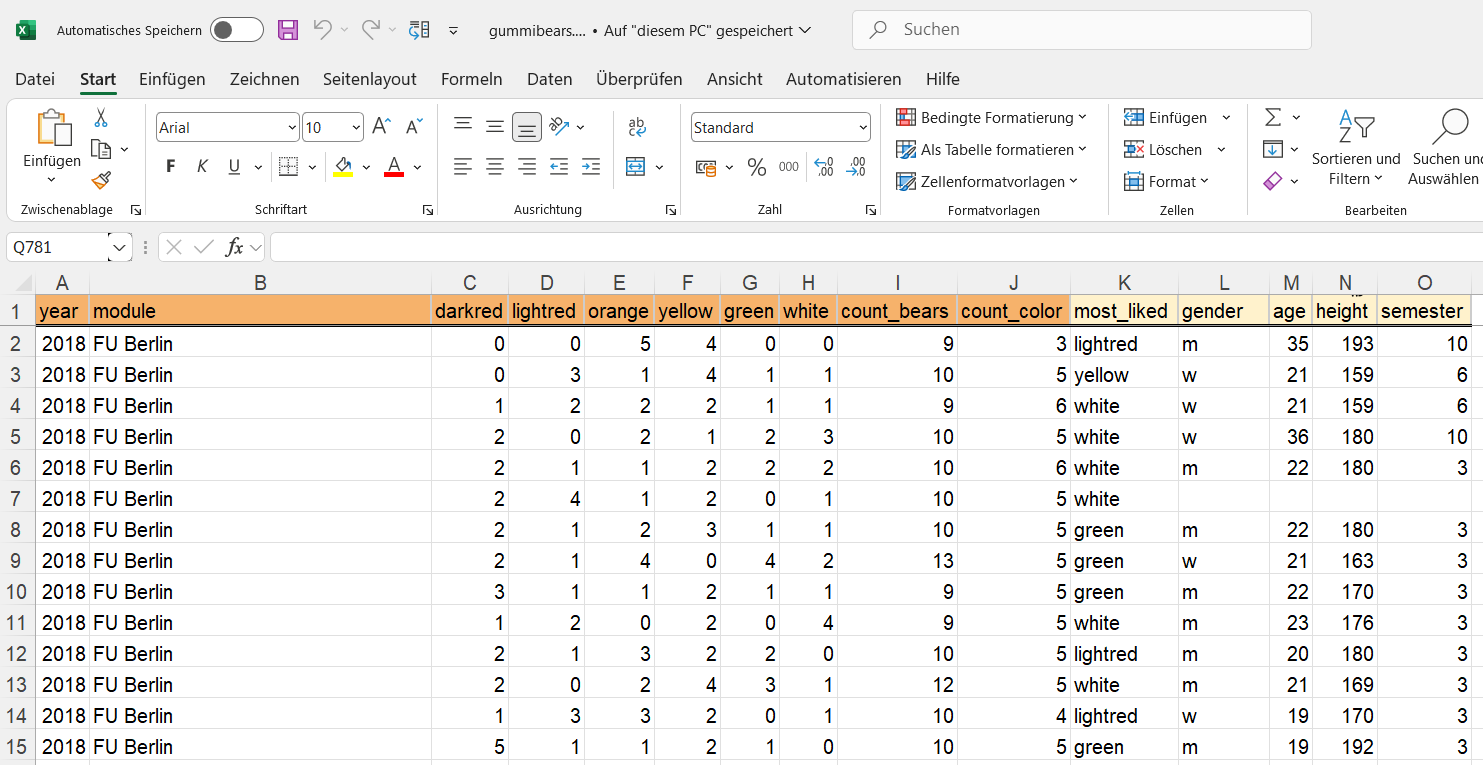 Automatisches Speichern gummibears.... • Auf "diesem PC" gespeichert Suchen
Datei Start Einfügen Zeichnen Seitenlayout Formeln Daten Überprüfen Ansicht Automatisieren Hilfe
Einfügen
Zwischenablage
Arial 10
F K U
Schriftart
Ausrichtung
Standard
% 000
Zahl
Bedingte Formatierung
Als Tabelle formatieren
Zellenformatvorlagen
Formatvorlagen
Einfügen
Löschen
Format
Zellen
Sortieren und
Filtern
Suchen und
Auswählen
Bearbeiten
Q781 fx
A B C D E F G H I J K L M N O
1 year module darkred lightred orange yellow green white count_bears count_color most_liked gender age height semester
2 2018 FU Berlin 0 0 5 4 0 0 9 3 lightred m 35 193 10
3 2018 FU Berlin 0 3 1 4 1 1 10 5 yellow w 21 159 6
4 2018 FU Berlin 1 2 2 2 1 1 9 6 white w 21 159 6
5 2018 FU Berlin 2 0 2 1 2 3 10 5 white w 36 180 10
6 2018 FU Berlin 2 1 1 2 2 2 10 6 white m 22 180 3
7 2018 FU Berlin 2 4 1 2 0 1 10 5 white
8 2018 FU Berlin 2 1 2 3 1 1 10 5 green m 22 180 3
9 2018 FU Berlin 2 1 4 0 4 2 13 5 green w 21 163 3
10 2018 FU Berlin 3 1 1 2 1 1 9 5 green m 22 170 3
11 2018 FU Berlin 1 2 0 2 0 4 9 5 white m 23 176 3
12 2018 FU Berlin 2 1 3 2 2 0 10 5 lightred m 20 180 3
13 2018 FU Berlin 2 0 2 4 3 1 12 5 white m 21 169 3
14 2018 FU Berlin 1 3 3 2 0 1 10 4 lightred w 19 170 3
15 2018 FU Berlin 5 1 1 2 1 0 10 5 green m 19 192 3